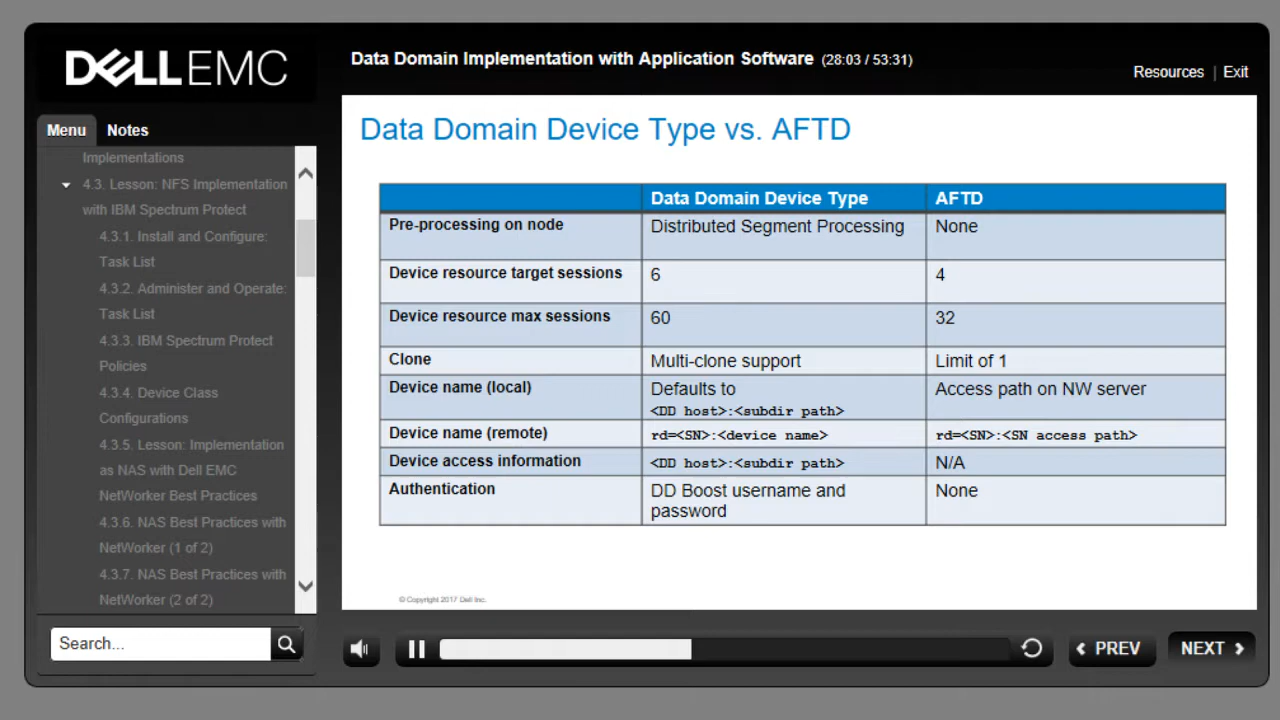 DELLEMC
Data Domain Implementation with Application Software (28:03 / 53:31)
Resources | Exit
Menu Notes
Implementations
4.3. Lesson: NFS Implementation
with IBM Spectrum Protect
4.3.1. Install and Configure:
Task List
4.3.2. Administer and Operate:
Task List
4.3.3. IBM Spectrum Protect
Policies
4.3.4. Device Class
Configurations
4.3.5. Lesson: Implementation
as NAS with Dell EMC
NetWorker Best Practices
4.3.6. NAS Best Practices with
NetWorker (1 of 2)
4.3.7. NAS Best Practices with
NetWorker (2 of 2)
Search...
Data Domain Device Type vs. AFTD
Data Domain Device Type AFTD
Pre-processing on node Distributed Segment Processing None
Device resource target sessions 6 4
Device resource max sessions 60 32
Clone Multi-clone support Limit of 1
Device name (local) Defaults to Access path on NW server
<DD host>:<subdir path>
Device name (remote) rd=<SN>:<device name> rd=<SN>:<SN access path>
Device access information <DD host>:<subdir path> N/A
Authentication DD Boost username and None
password
© Copyright 2017 Dell Inc.
PREV NEXT